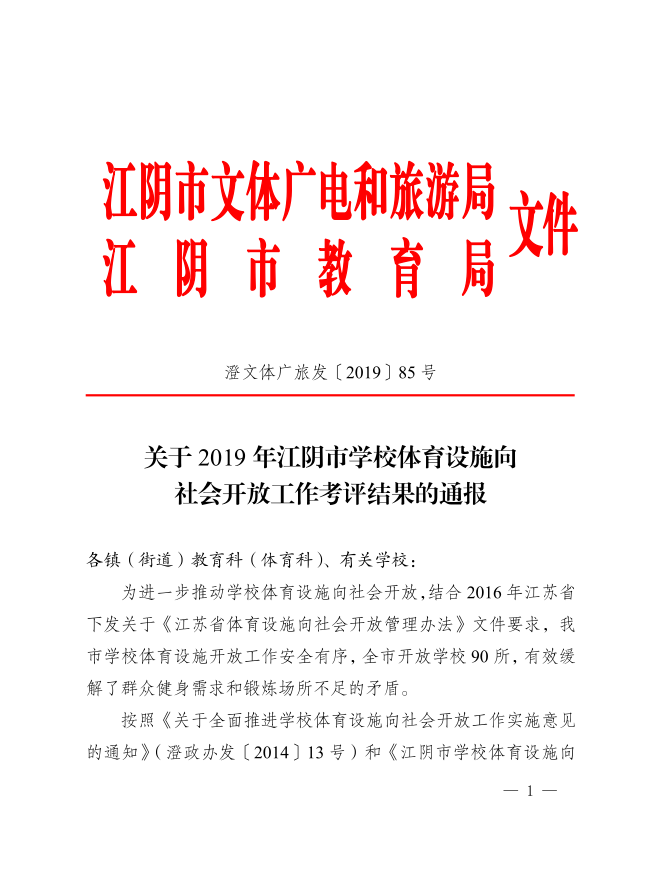 江阴市文体广电和旅游局
江阴市教育局
文件
澄文体广旅发〔2019〕85 号
关于 2019 年江阴市学校体育设施向
社会开放工作考评结果的通报
各镇（街道）教育科（体育科）、有关学校：
为进一步推动学校体育设施向社会开放，结合 2016 年江苏省
下发关于《江苏省体育设施向社会开放管理办法》文件要求，我
市学校体育设施开放工作安全有序，全市开放学校 90 所，有效缓
解了群众健身需求和锻炼场所不足的矛盾。
按照《关于全面推进学校体育设施向社会开放工作实施意见
的通知》（澄政办发〔2014〕13 号）和《江阴市学校体育设施向
— 1 —